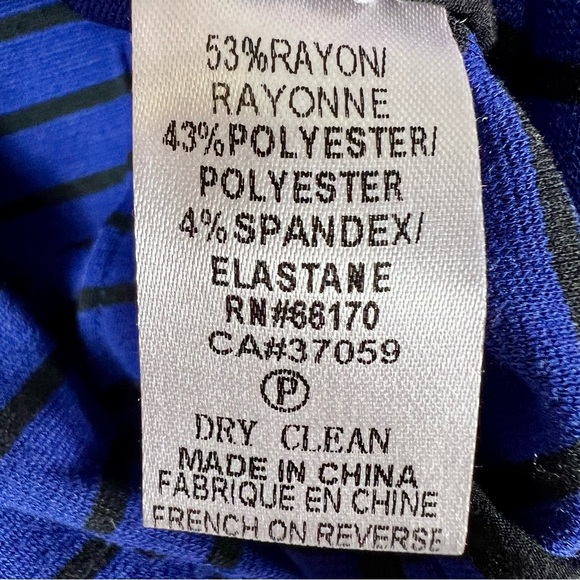 53%RAYON/
RAYONNE
43%POLYESTER/
POLYESTER
4%SPANDEX/
ELASTANE
RN#66170
CA#37059
P
DRY CLEAN
MADE IN CHINA
FABRIQUE EN CHINE
FRENCH ON REVERSE